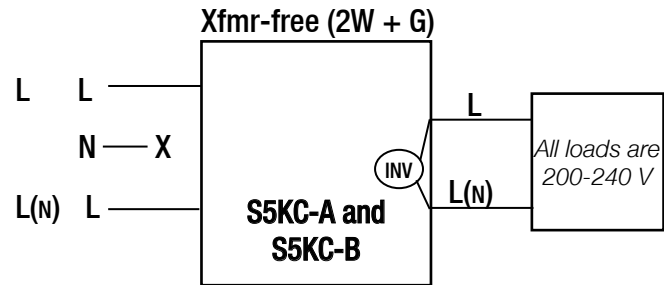 Xfmr-free (2W + G)
L L
N X
L(N) L
INV
S5KC-A and
S5KC-B
L
L(N)
All loads are
200-240 V